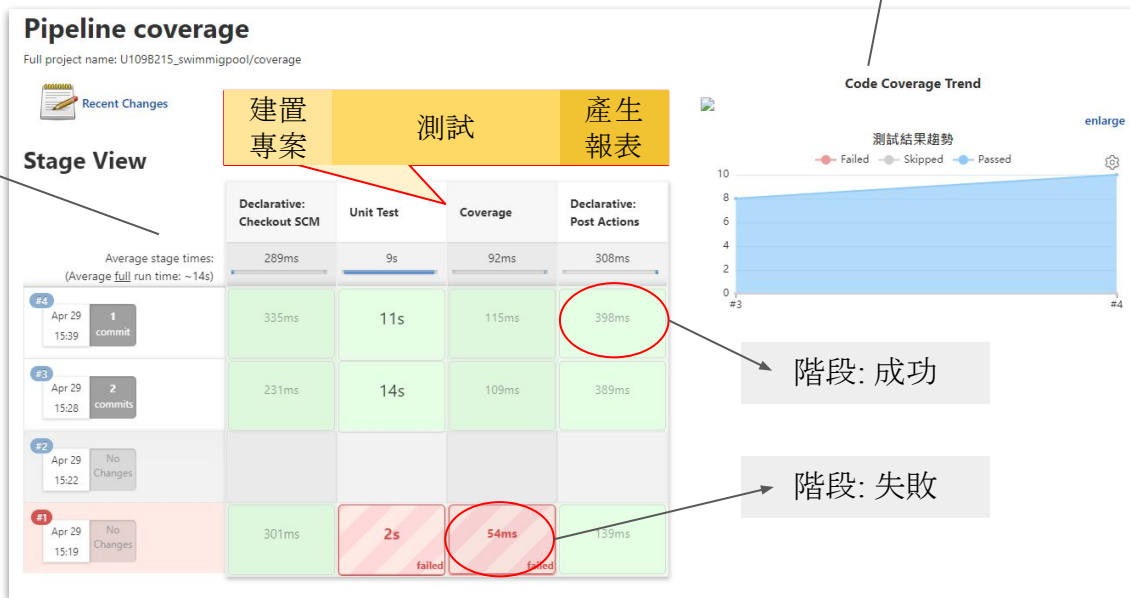 Pipeline coverage
Full project name: U109B215_swimmigpool/coverage
Recent Changes
建置
專案
測試
產生
報表
Code Coverage Trend
enlarge
測試結果趨勢
Failed Skipped Passed
10
8
6
4
2
0
#3 #4
Stage View
Declarative:
Checkout SCM
Unit Test
Coverage
Declarative:
Post Actions
Average stage times:
(Average full run time: ~14s)
289ms 9s 92ms 308ms
#4
Apr 29
15:39
1
commit
335ms 11s 115ms 398ms
階段: 成功
#3
Apr 29
15:28
2
commits
231ms 14s 109ms 389ms
#2
Apr 29
15:22
No
Changes
階段: 失敗
#1
Apr 29
15:19
No
Changes
301ms
2s
failed
54ms
failed
139ms